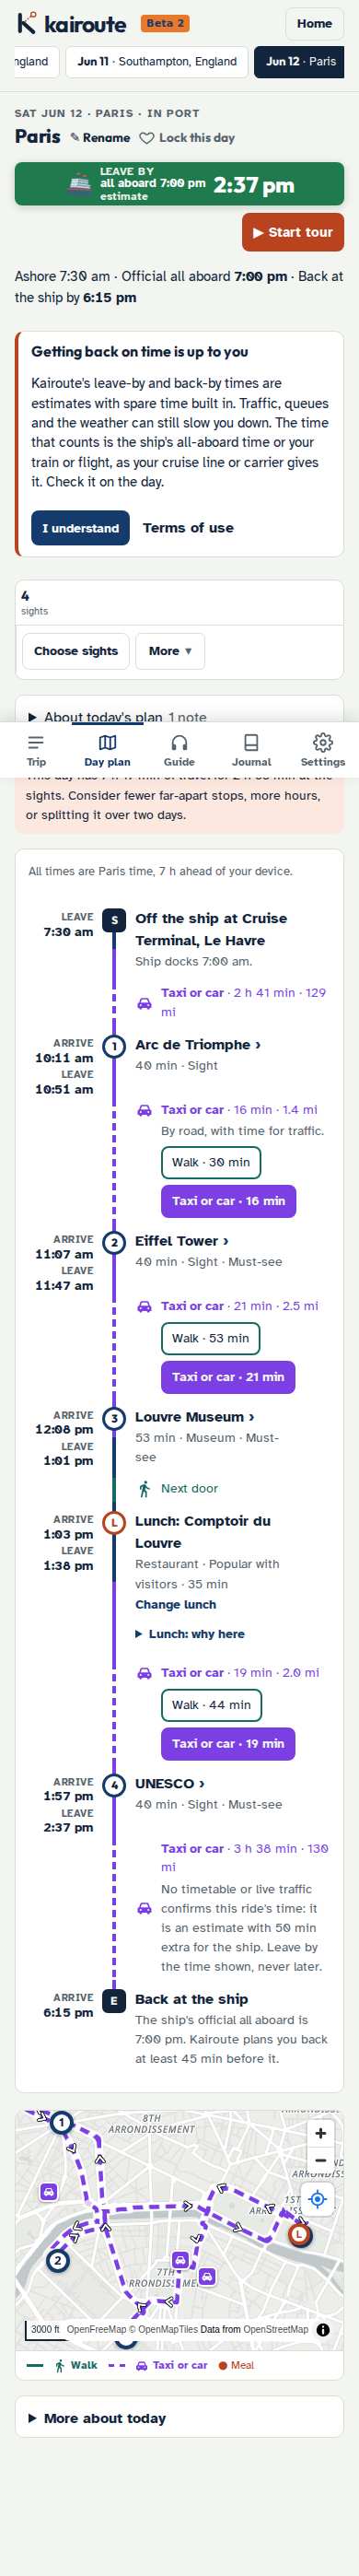 kairoute Beta 2 Home
ngland Jun 11 · Southampton, England Jun 12 · Paris
SAT JUN 12 · PARIS · IN PORT
Paris ✎ Rename Lock this day
LEAVE BY
all aboard 7:00 pm
estimate
2:37 pm
▶ Start tour
Ashore 7:30 am · Official all aboard 7:00 pm · Back at
the ship by 6:15 pm
Getting back on time is up to you
Kairoute's leave-by and back-by times are
estimates with spare time built in. Traffic, queues
and the weather can still slow you down. The time
that counts is the ship's all-aboard time or your
train or flight, as your cruise line or carrier gives
it. Check it on the day.
I understand Terms of use
4
sights
Choose sights More ▼
▶ About today's plan 1 note
Trip Day plan Guide Journal Settings
sights. Consider fewer far-apart stops, more hours,
or splitting it over two days.
All times are Paris time, 7 h ahead of your device.
LEAVE
7:30 am
S
Off the ship at Cruise
Terminal, Le Havre
Ship docks 7:00 am.
Taxi or car · 2 h 41 min · 129
mi
ARRIVE
10:11 am
LEAVE
10:51 am
1
Arc de Triomphe ›
40 min · Sight
Taxi or car · 16 min · 1.4 mi
By road, with time for traffic.
Walk · 30 min
Taxi or car · 16 min
ARRIVE
11:07 am
LEAVE
11:47 am
2
Eiffel Tower ›
40 min · Sight · Must-see
Taxi or car · 21 min · 2.5 mi
Walk · 53 min
Taxi or car · 21 min
ARRIVE
12:08 pm
LEAVE
1:01 pm
3
Louvre Museum ›
53 min · Museum · Must-
see
Next door
ARRIVE
1:03 pm
LEAVE
1:38 pm
L
Lunch: Comptoir du
Louvre
Restaurant · Popular with
visitors · 35 min
Change lunch
▶ Lunch: why here
Taxi or car · 19 min · 2.0 mi
Walk · 44 min
Taxi or car · 19 min
ARRIVE
1:57 pm
LEAVE
2:37 pm
4
UNESCO ›
40 min · Sight · Must-see
Taxi or car · 3 h 38 min · 130
mi
No timetable or live traffic
confirms this ride's time: it
is an estimate with 50 min
extra for the ship. Leave by
the time shown, never later.
ARRIVE
6:15 pm
E
Back at the ship
The ship's official all aboard is
7:00 pm. Kairoute plans you back
at least 45 min before it.
1
8TH
ARRONDISSEMENT
+
−
1ST
L
2
7TH
3000 ft OpenFreeMap © OpenMapTiles Data from OpenStreetMap
Walk Taxi or car Meal
▶ More about today